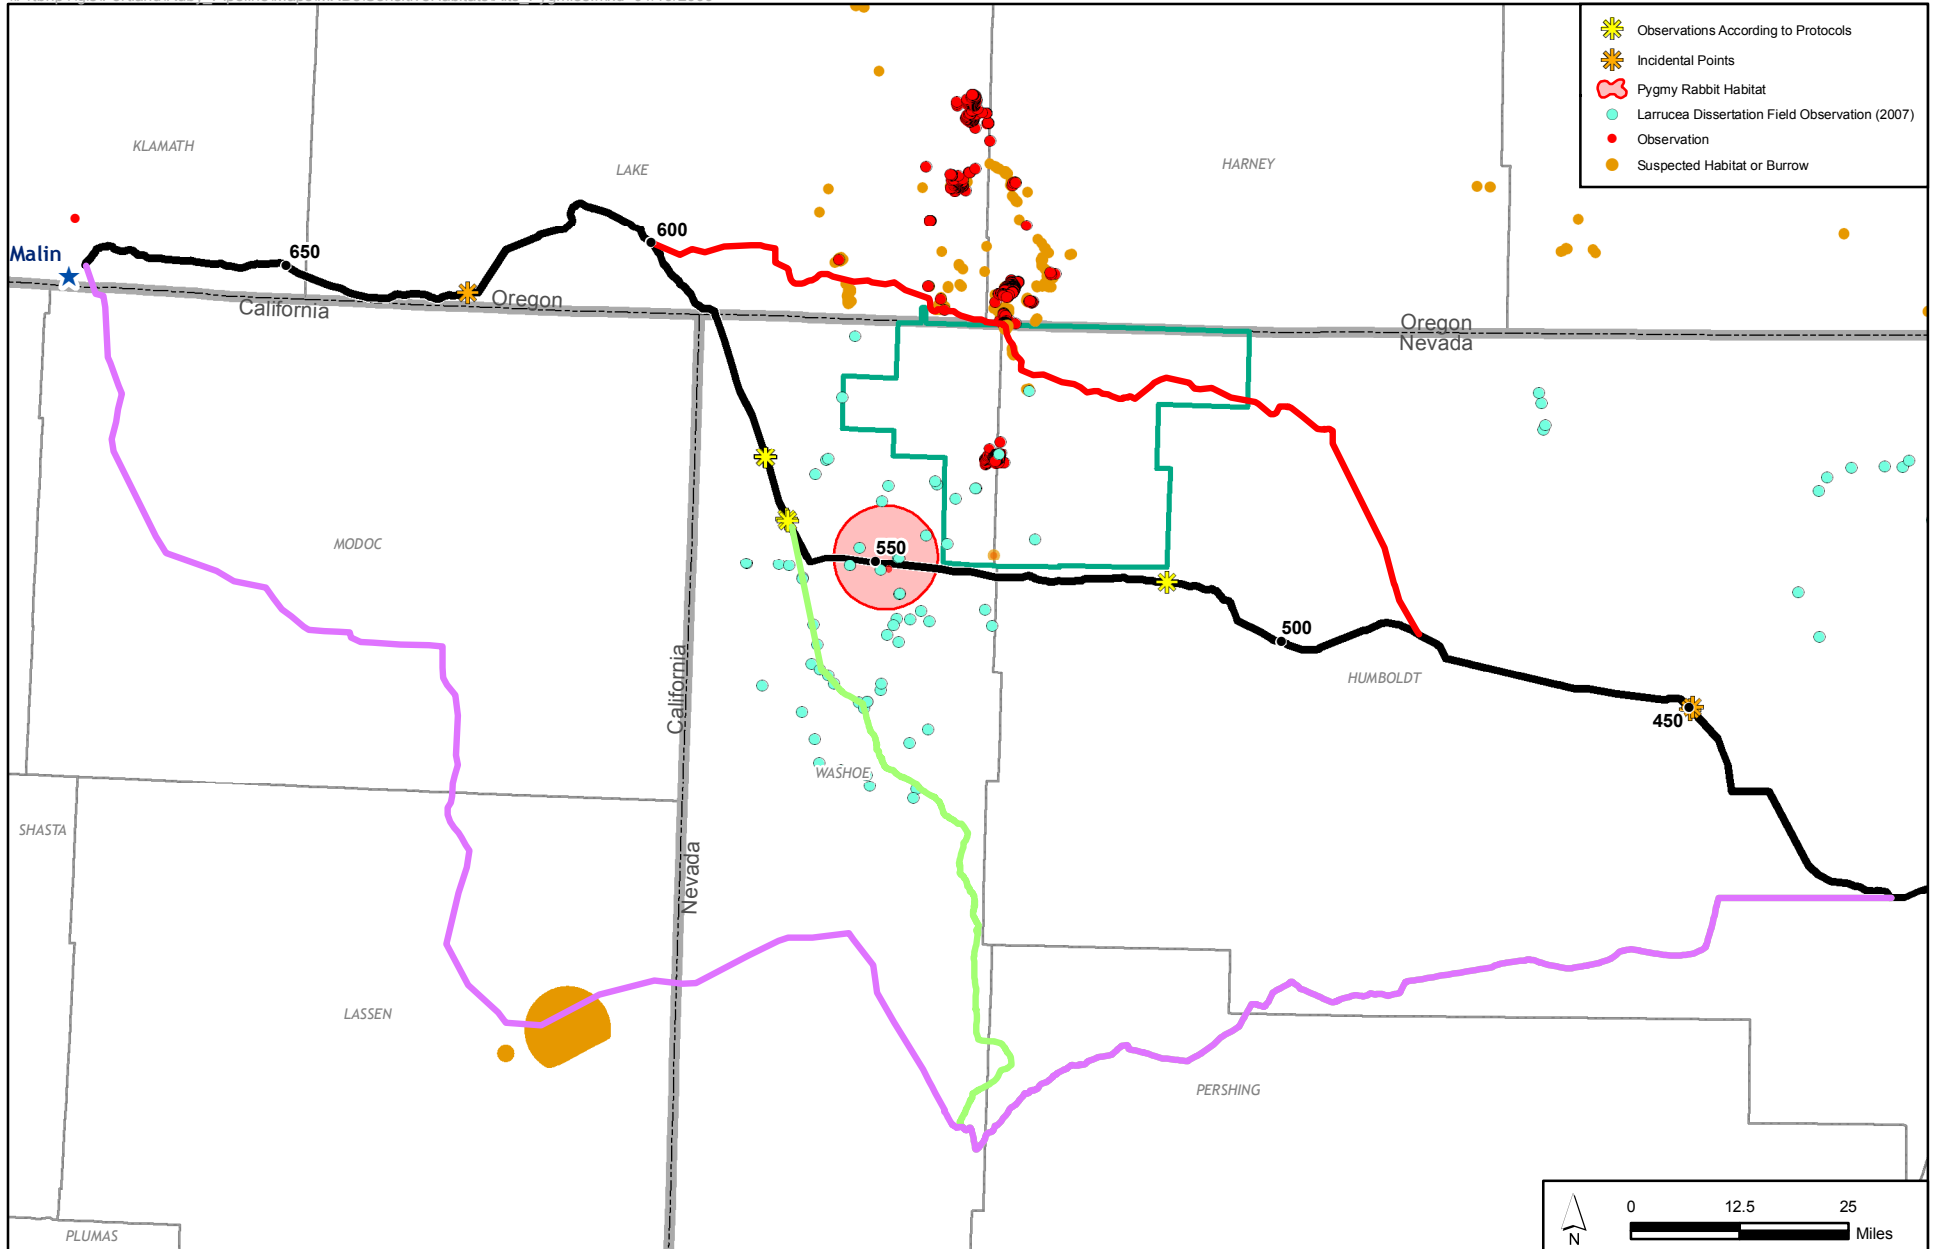 Observations According to Protocols
Incidental Points
Pygmy Rabbit Habitat
Larrucea Dissertation Field Observation (2007)
Observation
Suspected Habitat or Burrow
KLAMATH
LAKE
HARNEY
600
Malin
650
Oregon
California
Oregon
Nevada
MODOC
550
500
California
HUMBOLDT
450
WASHOE
SHASTA
Nevada
LASSEN
PERSHING
PLUMAS
N
0 12.5 25
Miles